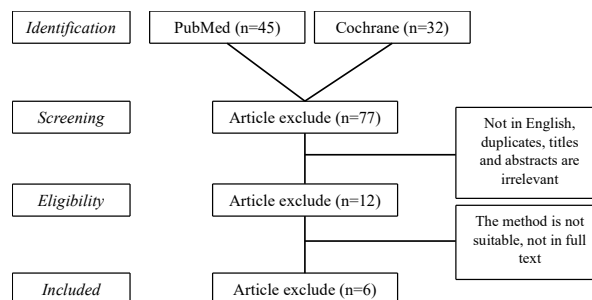 Identification
PubMed (n=45)
Cochrane (n=32)
Screening
Article exclude (n=77)
Not in English,
duplicates, titles
and abstracts are
irrelevant
Eligibility
Article exclude (n=12)
The method is not
suitable, not in full
text
Included
Article exclude (n=6)